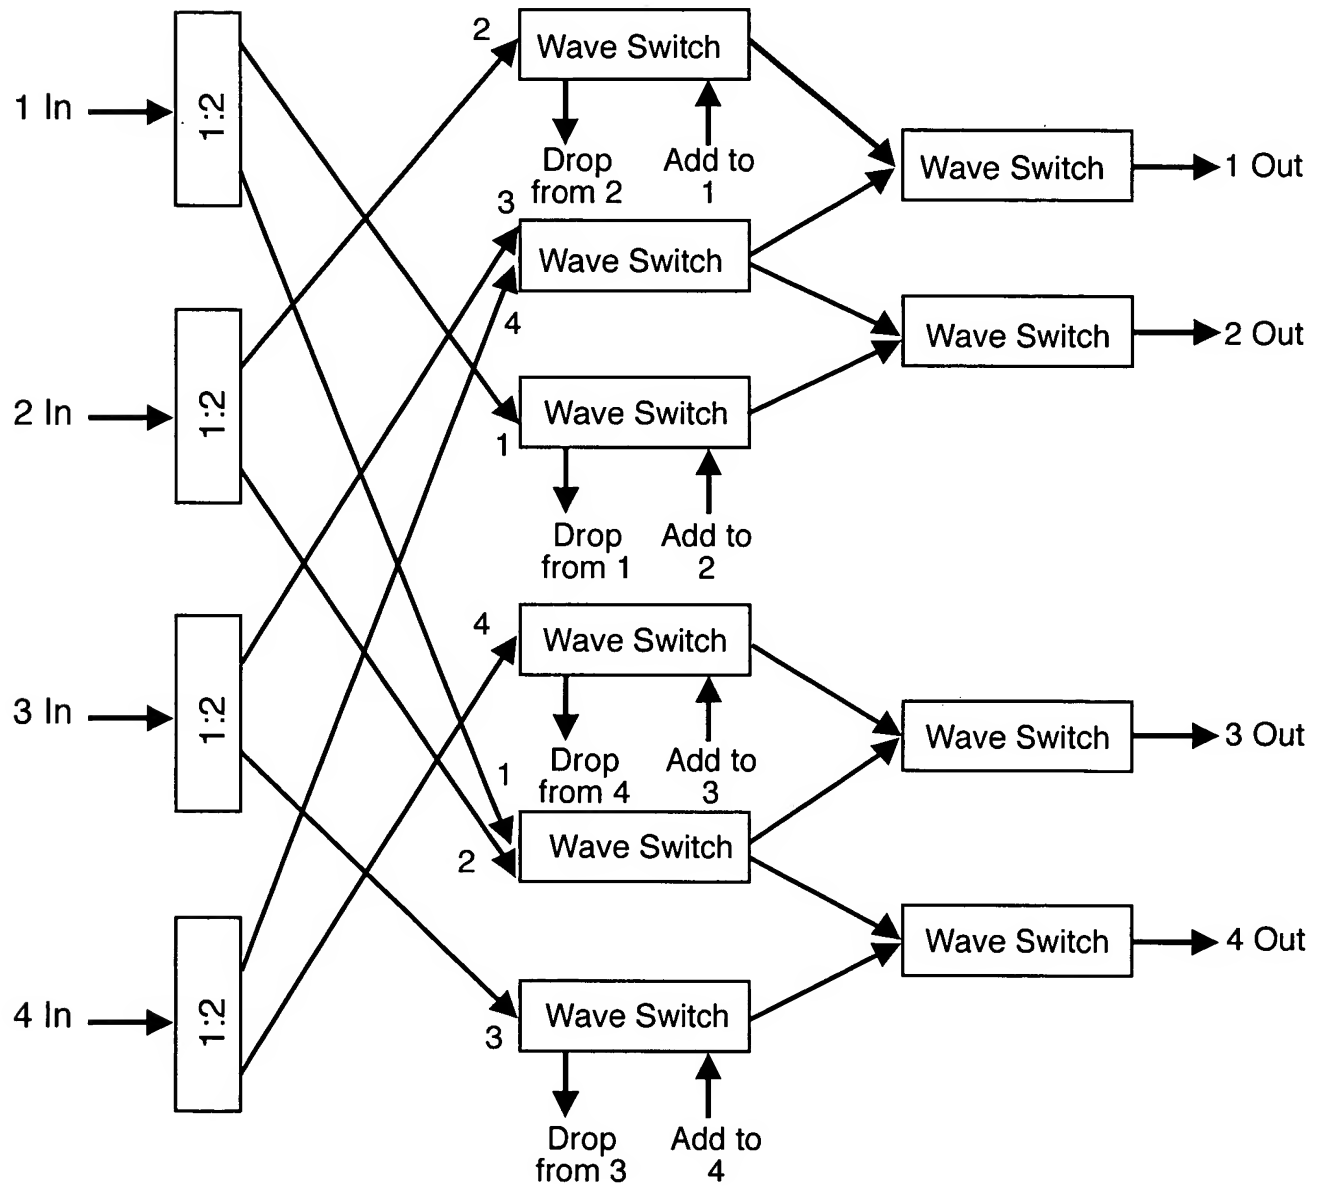 2
Wave Switch
1 In
1:2
Drop
from 2
Add to
1
Wave Switch
1 Out
3
Wave Switch
4
Wave Switch
2 Out
2 In
1:2
Wave Switch
1
Drop
from 1
Add to
2
4
Wave Switch
3 In
1:2
Drop
from 4
Add to
3
Wave Switch
3 Out
1
Wave Switch
2
Wave Switch
4 Out
4 In
1:2
Wave Switch
3
Drop
from 3
Add to
4